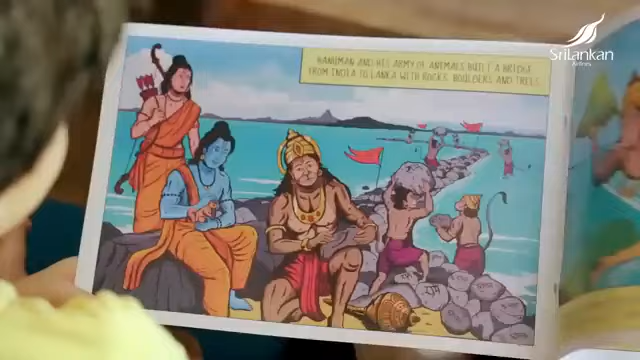 HANUMAN AND HIS ARMY OF ANIMALS BUILT A BRIDGE
FROM INDIA TO LANKA WITH ROCKS, BOULDERS AND TREES
SriLankan
Airlines
राम